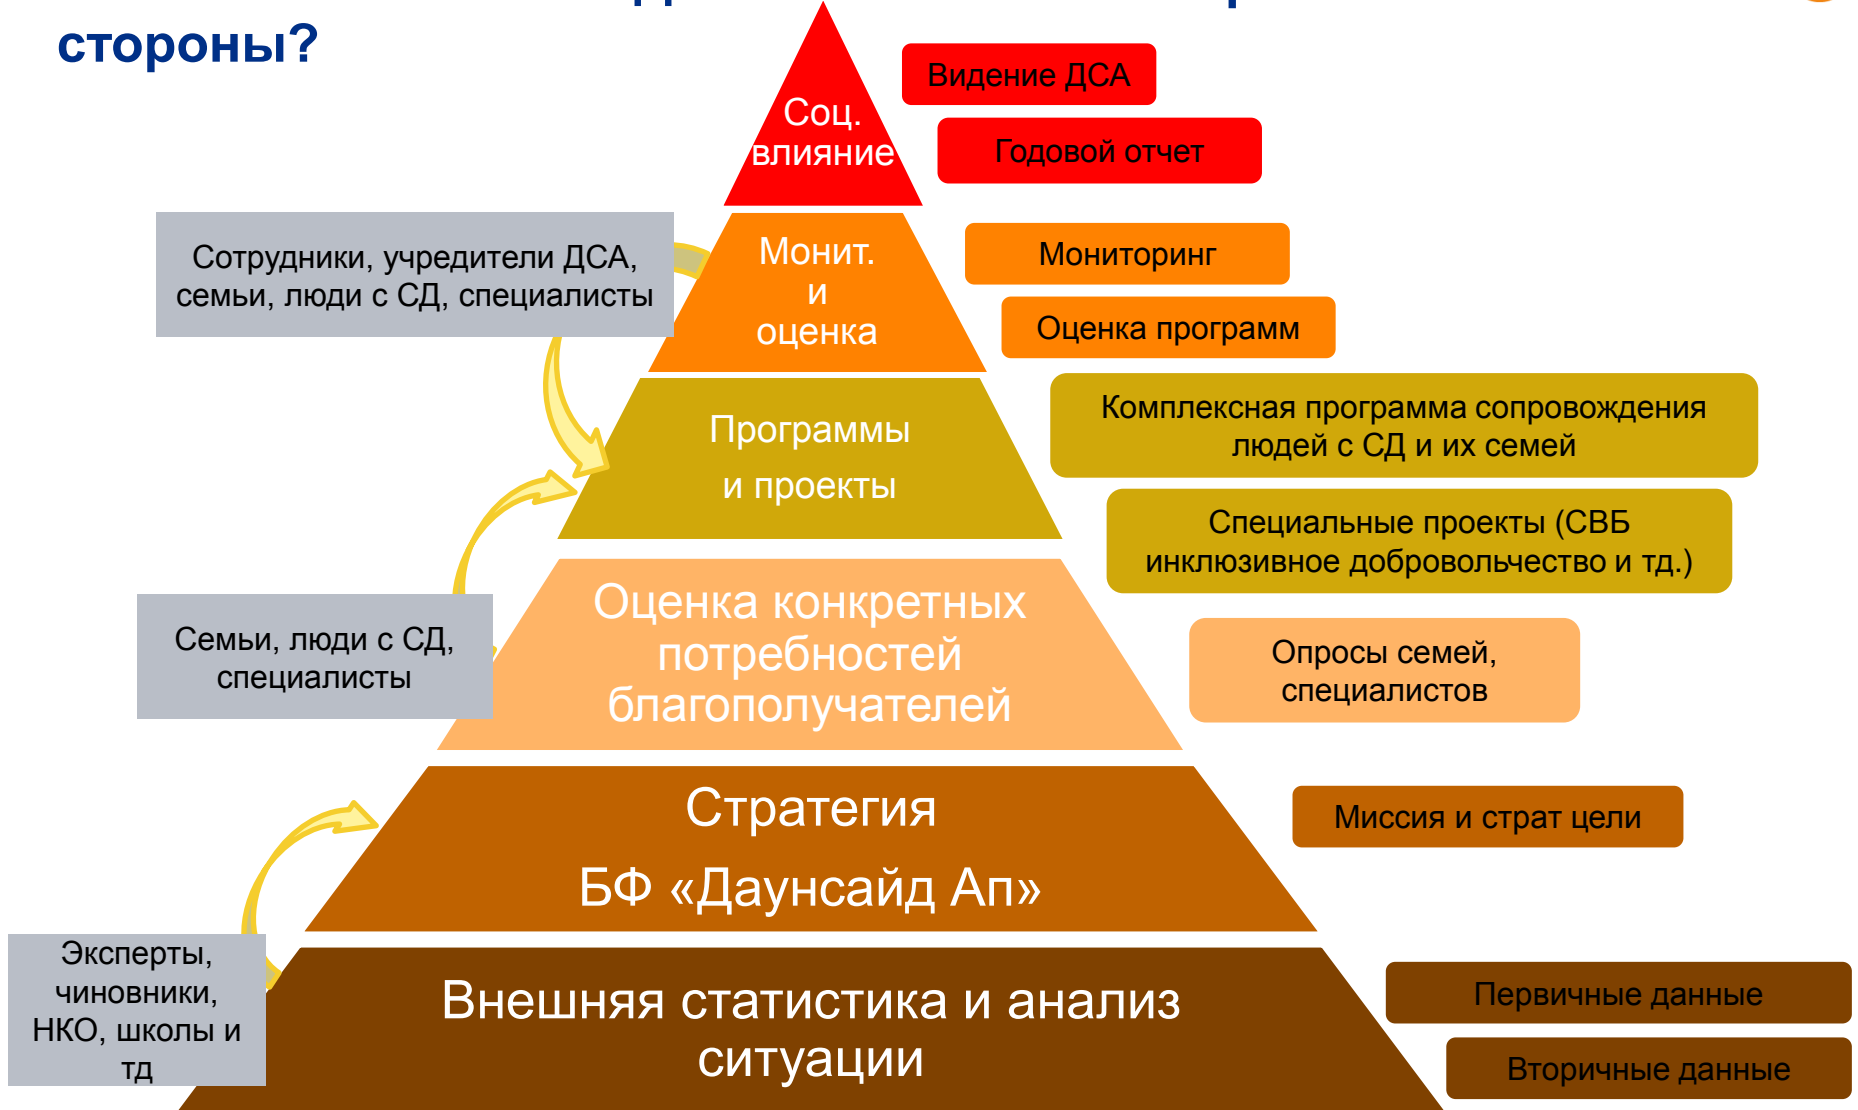 стороны?
Видение ДСА
Соц.
влияние
Годовой отчет
Сотрудники, учредители ДСА,
семьи, люди с СД, специалисты
Монит.
и
оценка
Мониторинг
Оценка программ
Программы
и проекты
Комплексная программа сопровождения
людей с СД и их семей
Специальные проекты (СВБ
инклюзивное добровольчество и тд.)
Семьи, люди с СД,
специалисты
Оценка конкретных
потребностей
благополучателей
Опросы семей,
специалистов
Стратегия
БФ «Даунсайд Ап»
Миссия и страт цели
Эксперты,
чиновники,
НКО, школы и
тд
Внешняя статистика и анализ
ситуации
Первичные данные
Вторичные данные